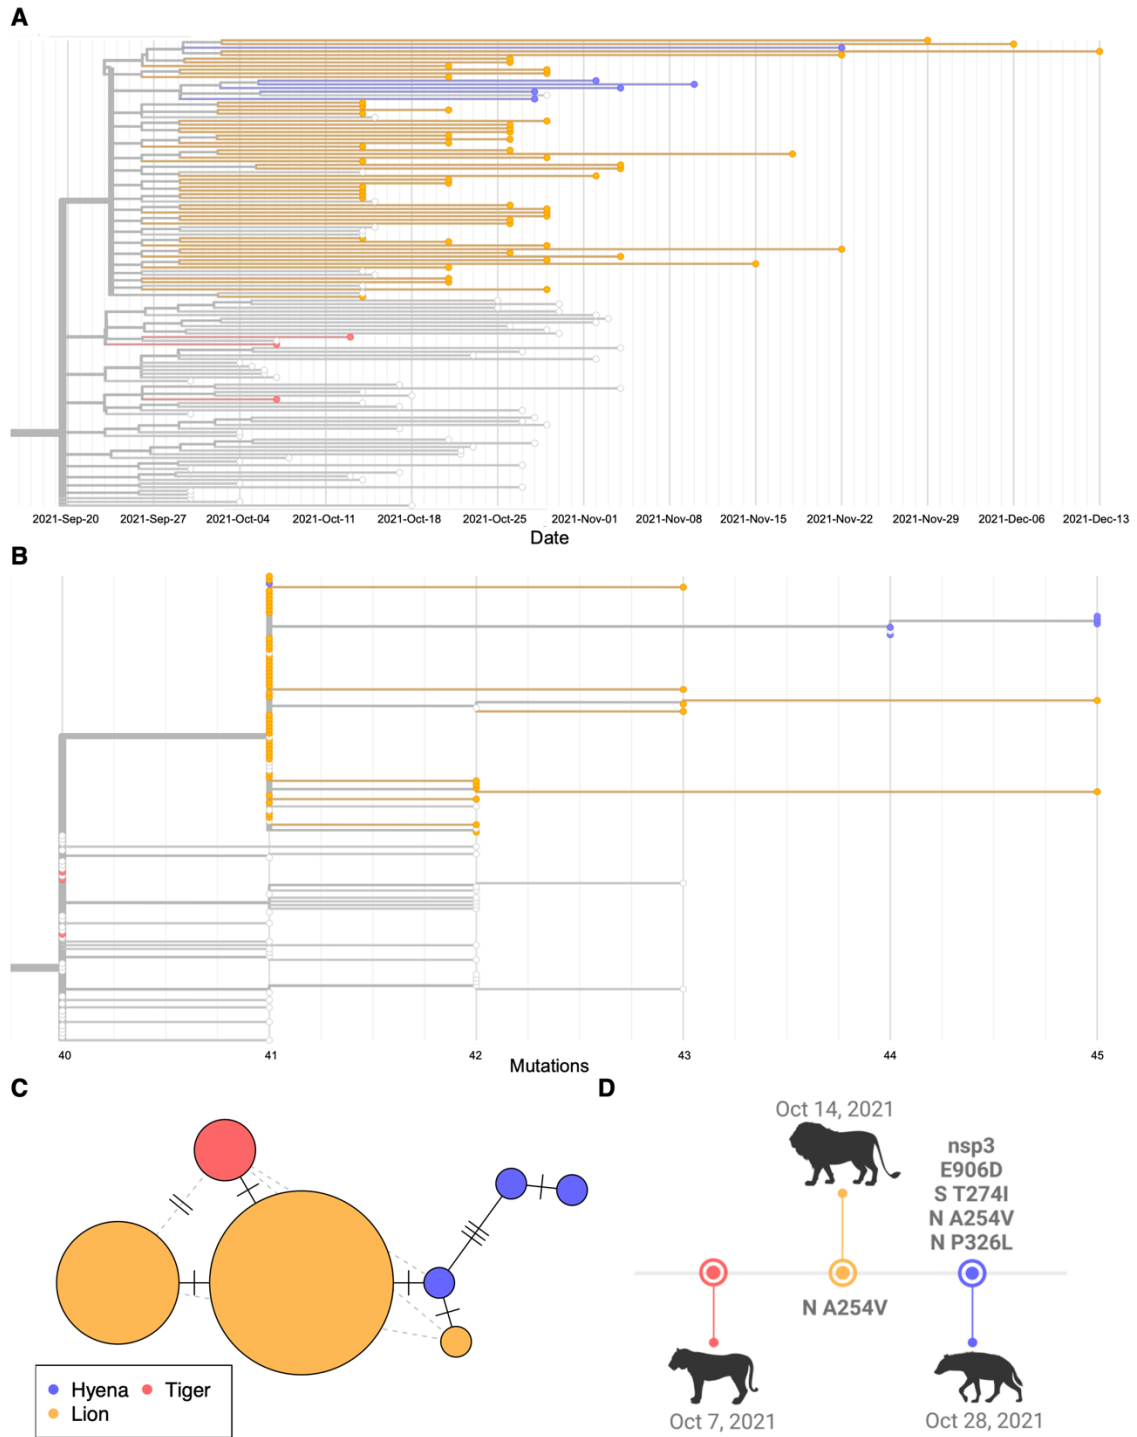 A
2021-Sep-20 2021-Sep-27 2021-Oct-04 2021-Oct-11 2021-Oct-18 2021-Oct-25 2021-Nov-01 2021-Nov-08 2021-Nov-15 2021-Nov-22 2021-Nov-29 2021-Dec-06 2021-Dec-13
Date
B
40 41 42 43 44 45
Mutations
C
Hyena Tiger
Lion
D
Oct 14, 2021
nsp3
E906D
S T274I
N A254V
N P326L
N A254V
Oct 7, 2021
Oct 28, 2021